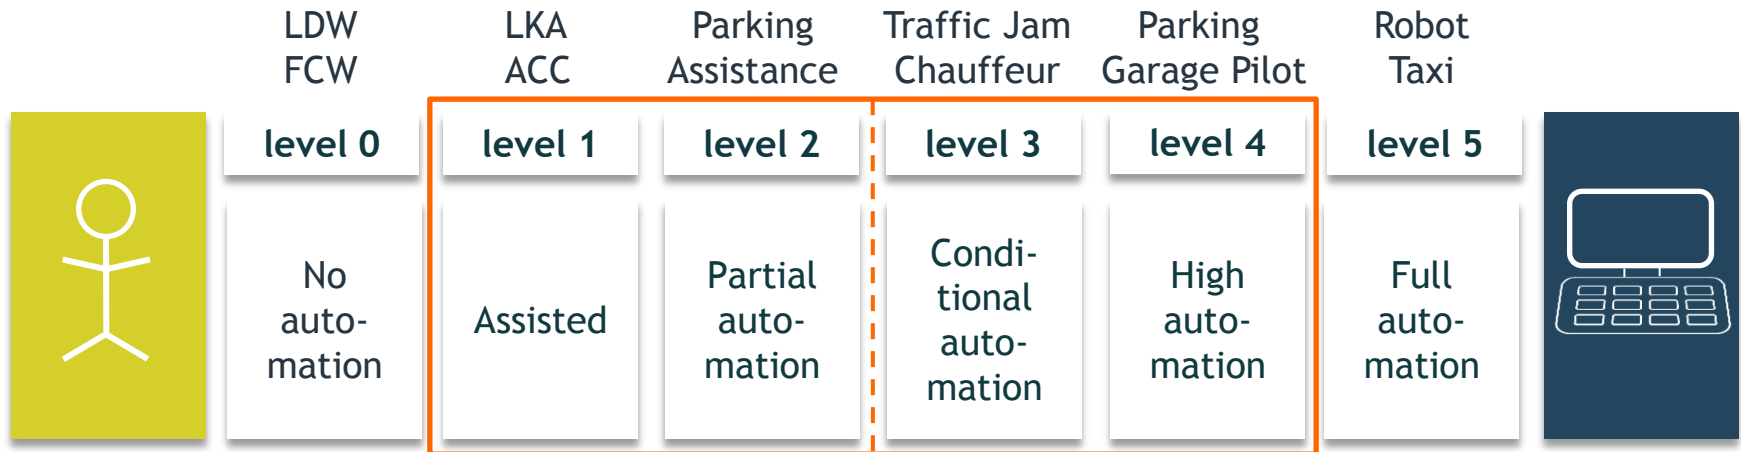 LDW
FCW
LKA
ACC
Parking
Assistance
Traffic Jam
Chauffeur
Parking
Garage Pilot
Robot
Taxi
level 0
level 1
level 2
level 3
level 4
level 5
No
auto-
mation
Assisted
Partial
auto-
mation
Condi-
tional
auto-
mation
High
auto-
mation
Full
auto-
mation